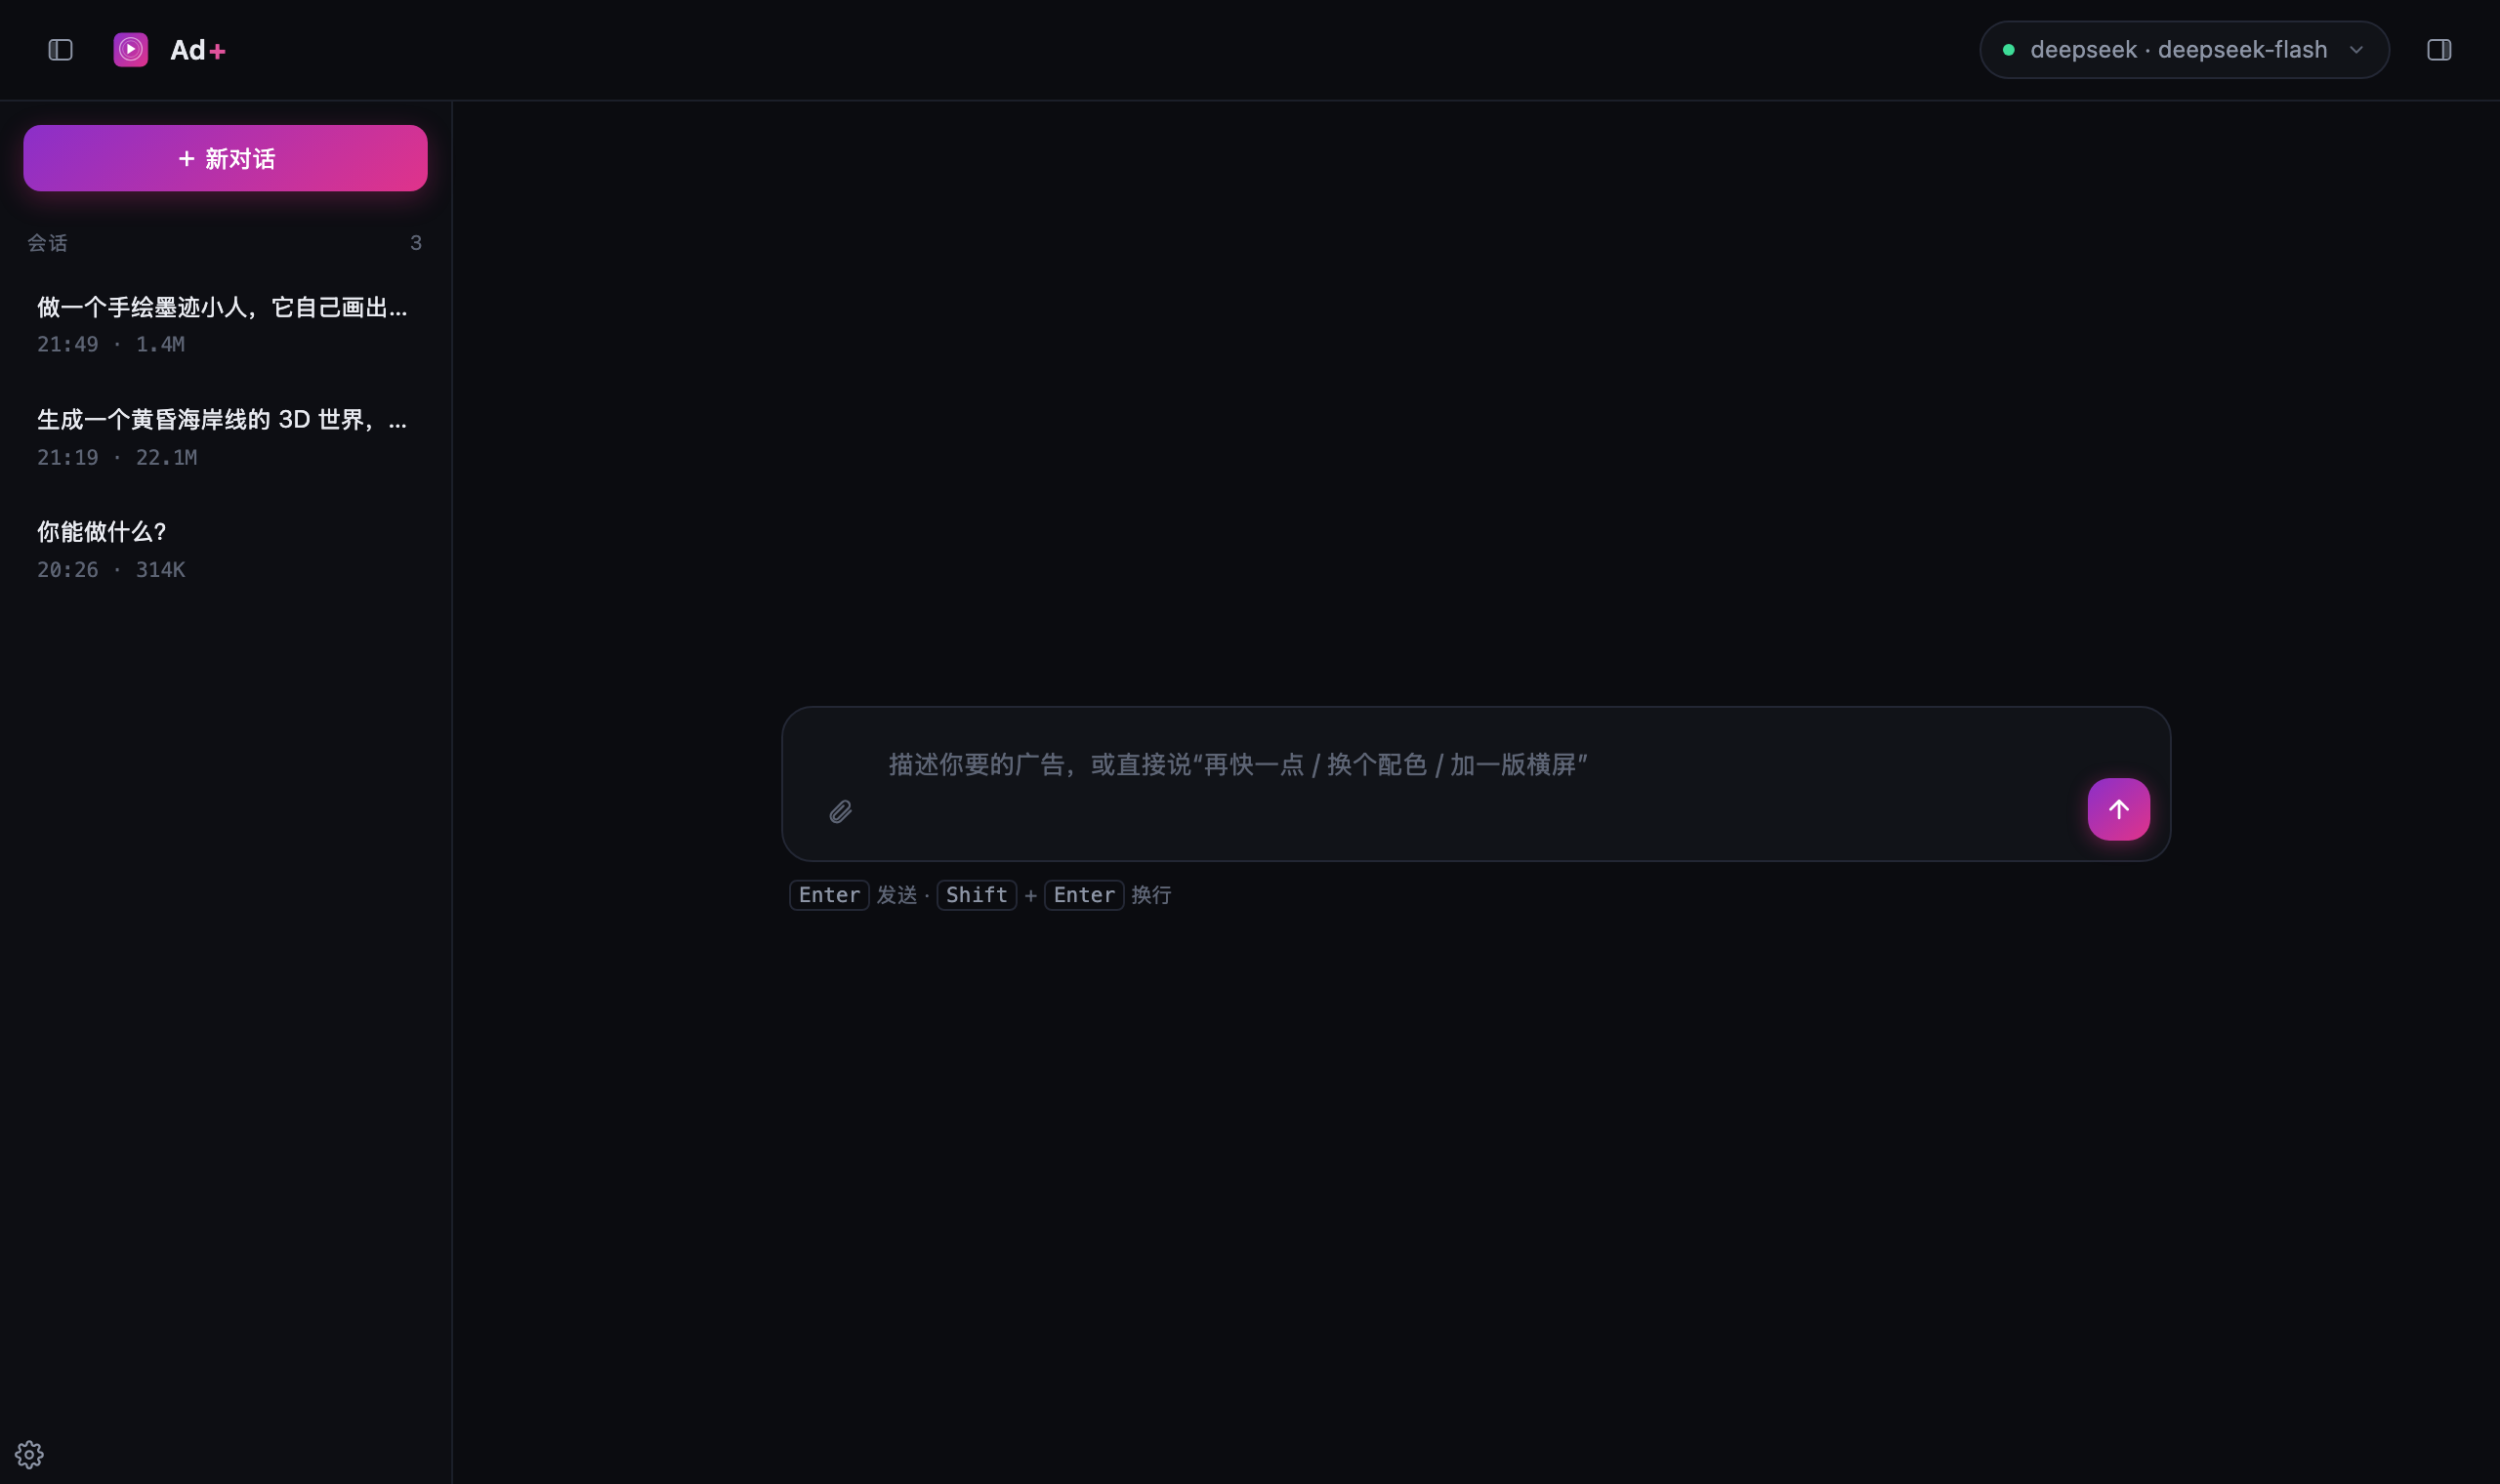 Ad+
deepseek · deepseek-flash
+ 新对话
会话 3
做一个手绘墨迹小人，它自己画出...
21:49 · 1.4M
生成一个黄昏海岸线的 3D 世界，...
21:19 · 22.1M
你能做什么?
20:26 · 314K
描述你要的广告，或直接说“再快一点 / 换个配色 / 加一版横屏”
Enter 发送 · Shift + Enter 换行